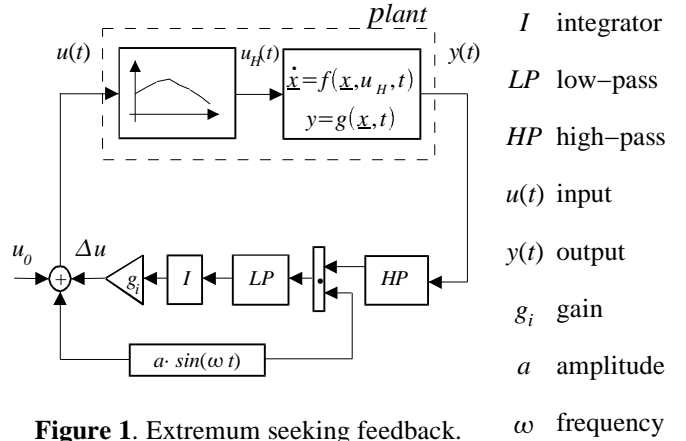 plant
u(t)
u_H(t)
y(t)
ẋ=f(x,u_H,t)
y=g(x,t)
u_0
Δu
+
g_i
I
LP
·
HP
a· sin(ω t)
I integrator
LP low−pass
HP high−pass
u(t) input
y(t) output
g_i gain
a amplitude
ω frequency
Figure 1. Extremum seeking feedback.